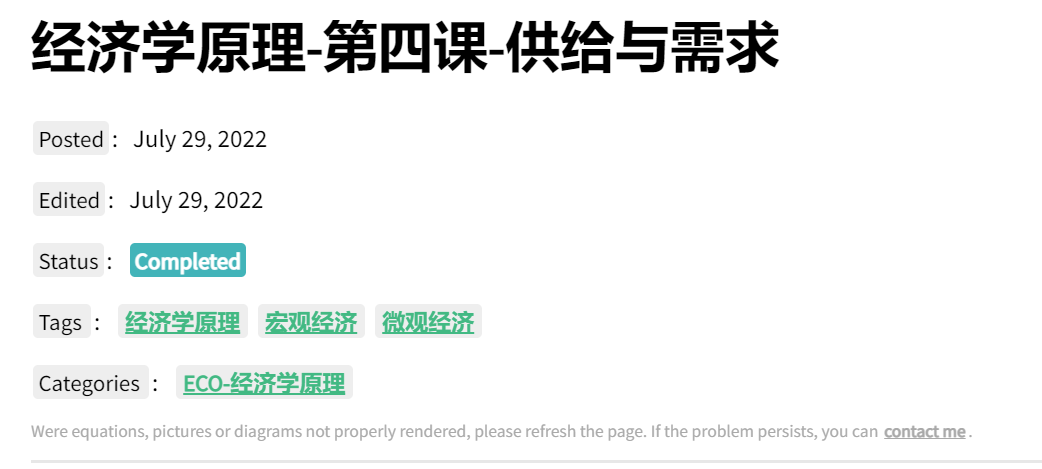 经济学原理-第四课-供给与需求
Posted : July 29, 2022
Edited : July 29, 2022
Status : Completed
Tags : 经济学原理 宏观经济 微观经济
Categories : ECO-经济学原理
Were equations, pictures or diagrams not properly rendered, please refresh the page. If the problem persists, you can contact me .